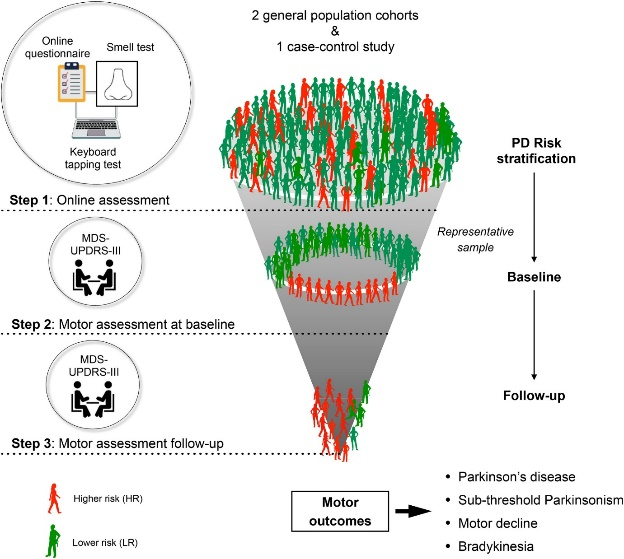 2 general population cohorts
&
1 case-control study
Online
questionnaire
Smell test
Keyboard
tapping test
Step 1: Online assessment
PD Risk
stratification
Representative
sample
MDS-
UPDRS-III
Baseline
Step 2: Motor assessment at baseline
MDS-
UPDRS-III
Follow-up
Step 3: Motor assessment follow-up
Higher risk (HR)
Lower risk (LR)
Motor
outcomes
• Parkinson's disease
• Sub-threshold Parkinsonism
• Motor decline
• Bradykinesia